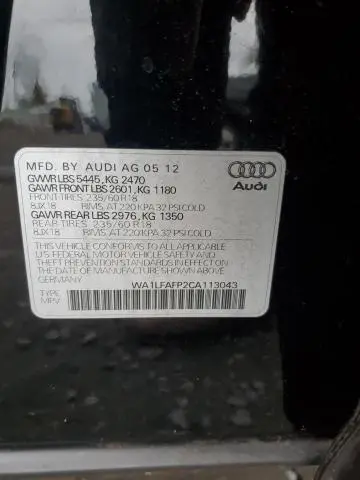 MFD. BY AUDI AG 05 12
GVWR LBS 5445, KG 2470
GAWR FRONT LBS 2601, KG 1180
FRONT TIRES 235/60 R18
8JX18 RIMS, AT 220 KPA 32 PSI COLD
GAWR REAR LBS 2976, KG 1350
REAR TIRES 235/60 R18
8JX18 RIMS, AT 220 KPA 32 PSI COLD
Audi
THIS VEHICLE CONFORMS TO ALL APPLICABLE
U.S. FEDERAL MOTOR VEHICLE SAFETY AND
THEFT PREVENTION STANDARDS IN EFFECT ON
THE DATE OF MANUFACTURE SHOWN ABOVE.
GERMANY
WA1LFAFP2CA113043
TYPE:
MPV